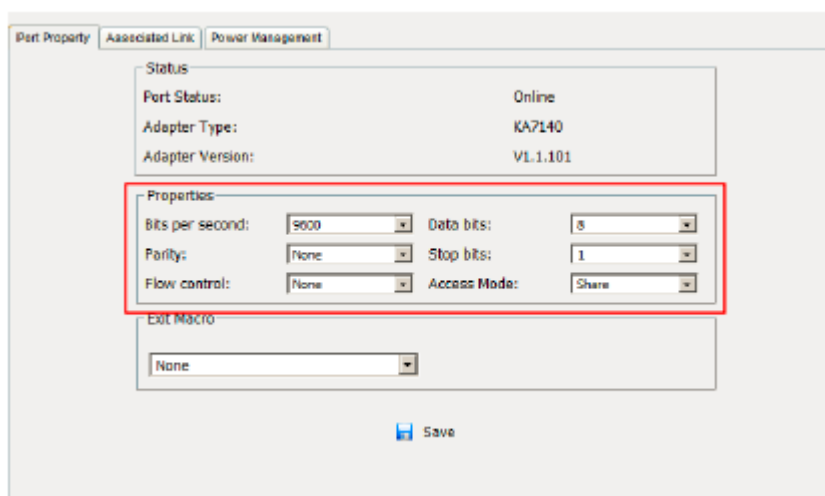 Port Property Associated Link Power Management
Status
Port Status: Online
Adapter Type: KA7140
Adapter Version: V1.1.101
Properties
Bits per second: 9600 Data bits: 8
Parity: None Stop bits: 1
Flow control: None Access Mode: Share
Exit Macro
None
Save